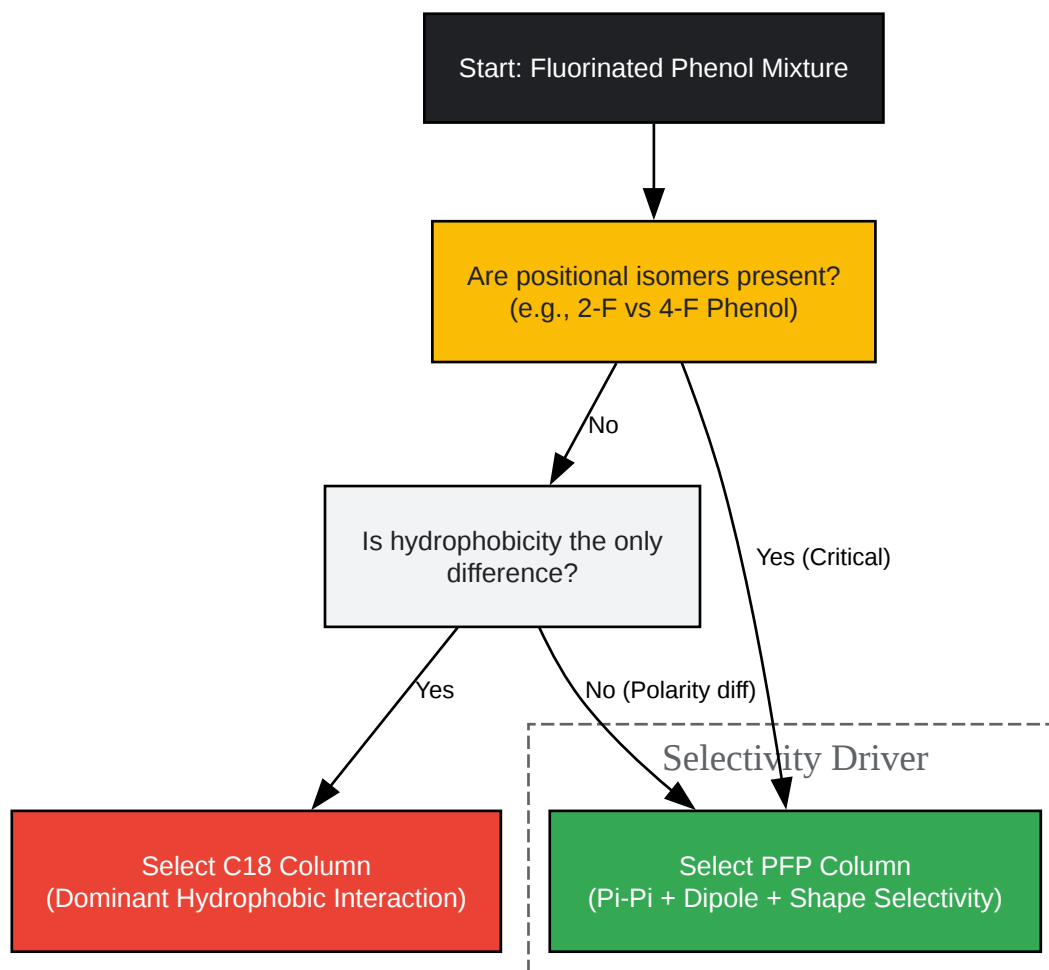 Start: Fluorinated Phenol Mixture
Are positional isomers present?
(e.g., 2-F vs 4-F Phenol)
No
Is hydrophobicity the only
difference?
Yes (Critical)
Yes
No (Polarity diff)
Selectivity Driver
Select C18 Column
(Dominant Hydrophobic Interaction)
Select PFP Column
(Pi-Pi + Dipole + Shape Selectivity)